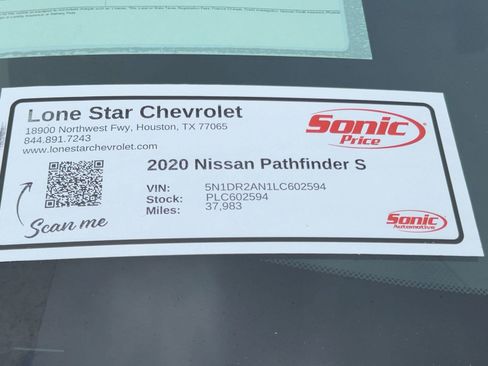 Lone Star Chevrolet
18900 Northwest Fwy, Houston, TX 77065
844.891.7243
www.lonestarchevrolet.com
Sonic
Price
2020 Nissan Pathfinder S
VIN: 5N1DR2AN1LC602594
Stock: PLC602594
Miles: 37,983
Scan me
Sonic
Automotive